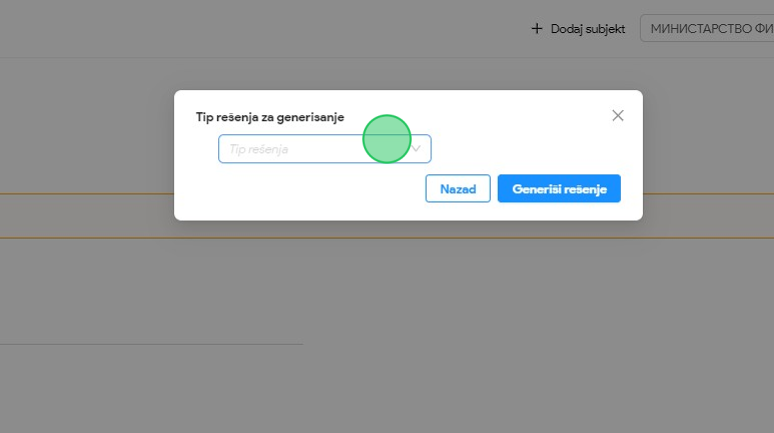 Dodaj subjekt
МИНИСТАРСТВО ФИ
Tip rešenja za generisanje
Tip rešenja
Nazad
Generiši rešenje